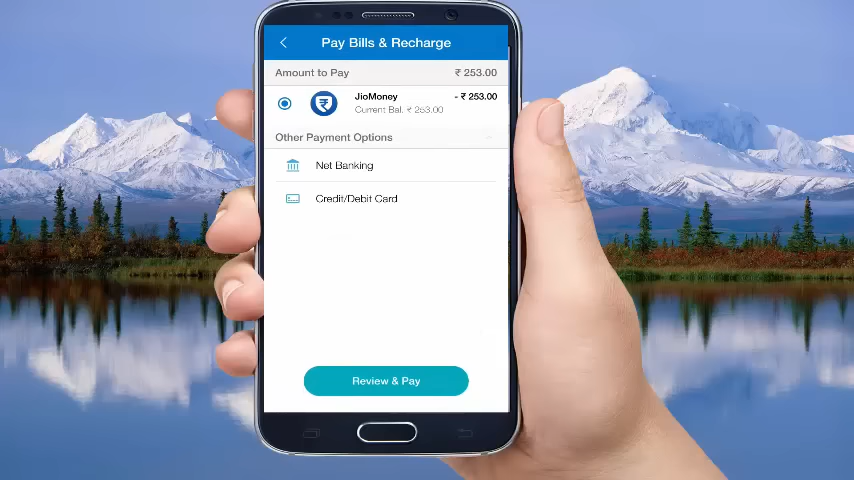 Pay Bills & Recharge
Amount to Pay ₹ 253.00
JioMoney - ₹ 253.00
Current Bal. ₹ 253.00
Other Payment Options
Net Banking
Credit/Debit Card
Review & Pay